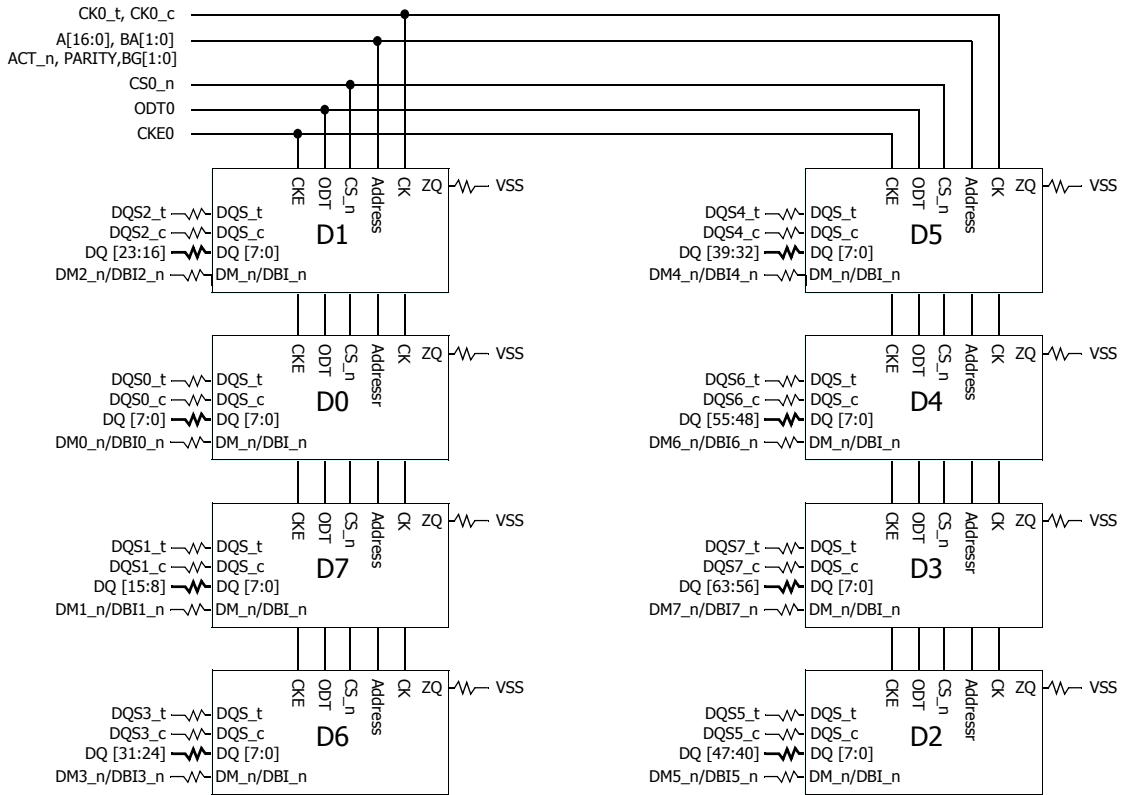 CK0_t, CK0_c
A[16:0], BA[1:0]
ACT_n, PARITY,BG[1:0]
CS0_n
ODT0
CKE0
CKE ODT CS_n Address CK ZQ VSS
DQS2_t DQS_t
DQS2_c DQS_c
D1
DQ [23:16] DQ [7:0]
DM2_n/DBI2_n DM_n/DBI_n
CKE ODT CS_n Address CK ZQ VSS
DQS4_t DQS_t
DQS4_c DQS_c
D5
DQ [39:32] DQ [7:0]
DM4_n/DBI4_n DM_n/DBI_n
CKE ODT CS_n Addressr CK ZQ VSS
DQS0_t DQS_t
DQS0_c DQS_c
D0
DQ [7:0] DQ [7:0]
DM0_n/DBI0_n DM_n/DBI_n
CKE ODT CS_n Address CK ZQ VSS
DQS6_t DQS_t
DQS6_c DQS_c
D4
DQ [55:48] DQ [7:0]
DM6_n/DBI6_n DM_n/DBI_n
CKE ODT CS_n Address CK ZQ VSS
DQS1_t DQS_t
DQS1_c DQS_c
D7
DQ [15:8] DQ [7:0]
DM1_n/DBI1_n DM_n/DBI_n
CKE ODT CS_n Addressr CK ZQ VSS
DQS7_t DQS_t
DQS7_c DQS_c
D3
DQ [63:56] DQ [7:0]
DM7_n/DBI7_n DM_n/DBI_n
CKE ODT CS_n Address CK ZQ VSS
DQS3_t DQS_t
DQS3_c DQS_c
D6
DQ [31:24] DQ [7:0]
DM3_n/DBI3_n DM_n/DBI_n
CKE ODT CS_n Addressr CK ZQ VSS
DQS5_t DQS_t
DQS5_c DQS_c
D2
DQ [47:40] DQ [7:0]
DM5_n/DBI5_n DM_n/DBI_n